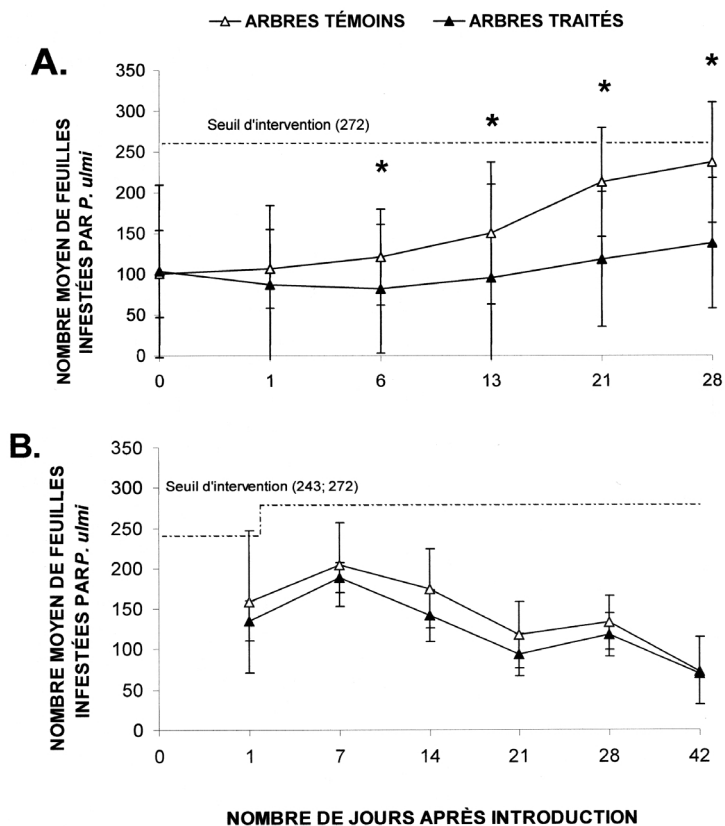 ARBRES TÉMOINS ARBRES TRAITÉS
A.
NOMBRE MOYEN DE FEUILLES
INFESTÉES PAR P. ulmi
350
300
250
200
150
100
50
0
Seuil d'intervention (272)
* * * *
0 1 6 13 21 28
B.
NOMBRE MOYEN DE FEUILLES
INFESTÉES PAR P. ulmi
350
300
250
200
150
100
50
0
Seuil d'intervention (243; 272)
0 1 7 14 21 28 42
NOMBRE DE JOURS APRÈS INTRODUCTION